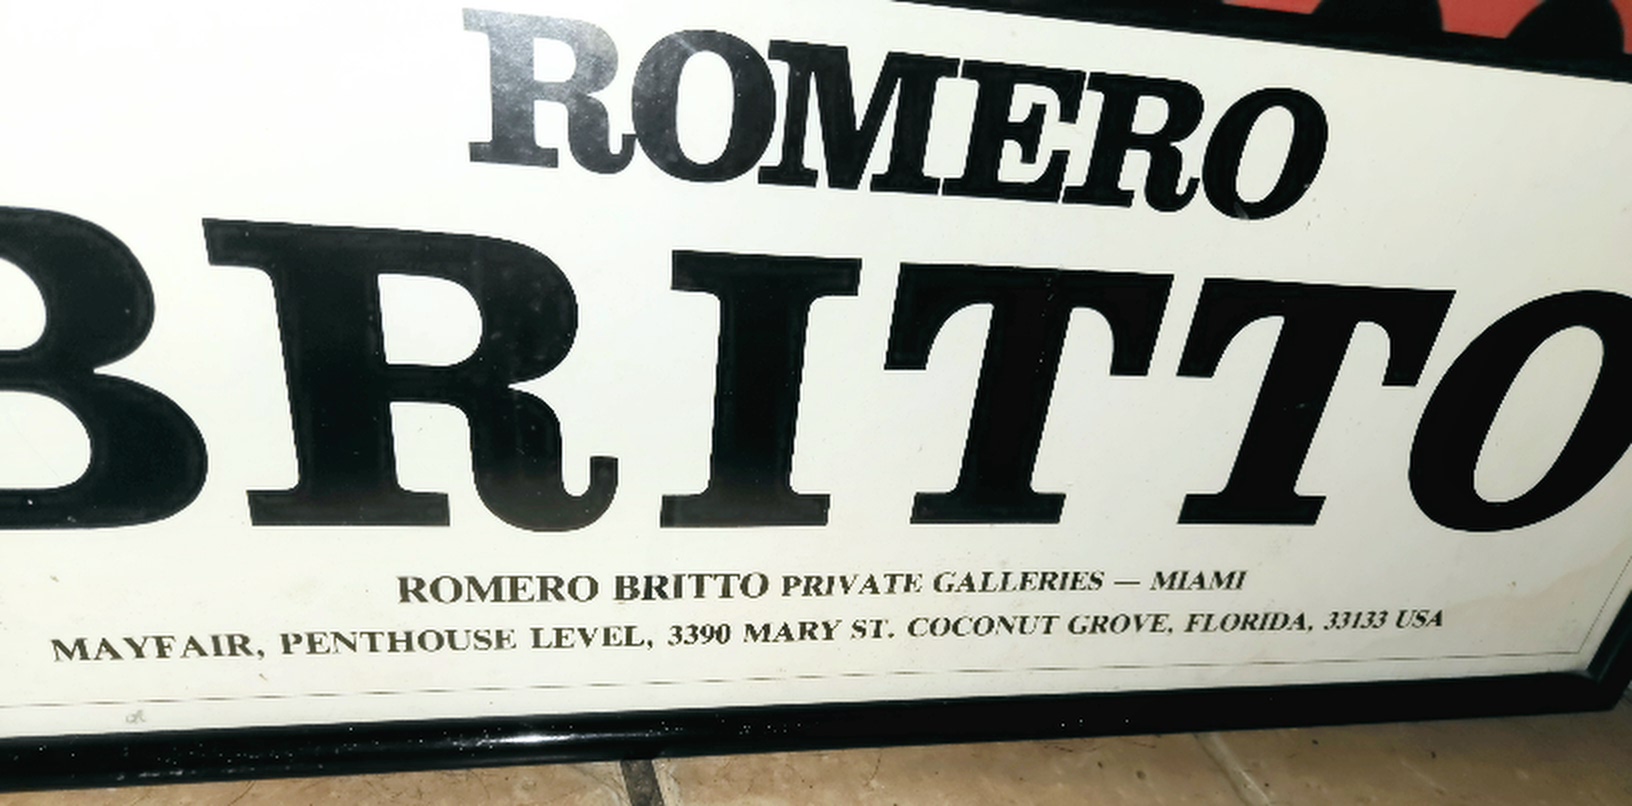 ROMERO
BRITTO
ROMERO BRITTO PRIVATE GALLERIES — MIAMI
MAYFAIR, PENTHOUSE LEVEL, 3390 MARY ST. COCONUT GROVE, FLORIDA, 33133 USA